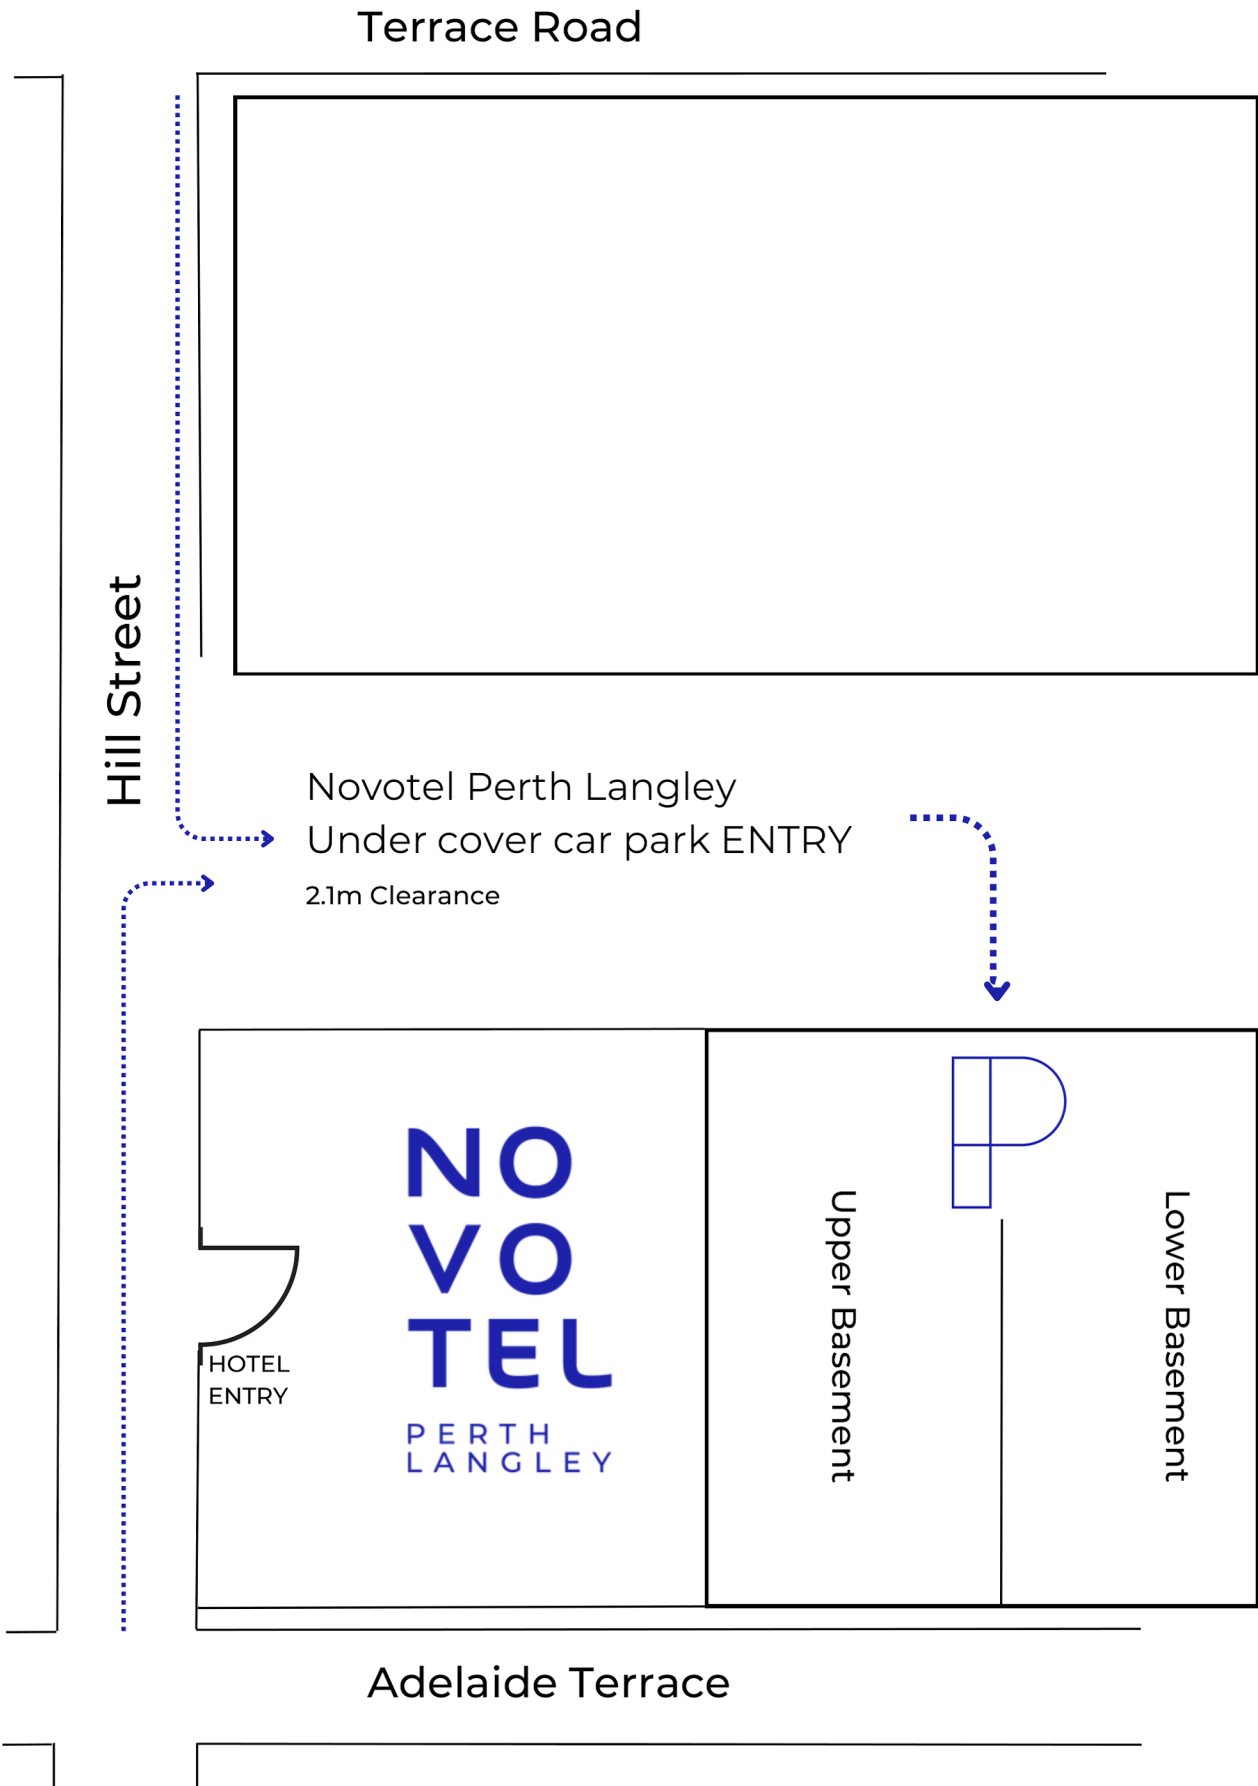 Terrace Road
Hill Street
Novotel Perth Langley
Under cover car park ENTRY
2.1m Clearance
P
NO
VO
TEL
PERTH
LANGLEY
HOTEL
ENTRY
Upper Basement
Lower Basement
Adelaide Terrace